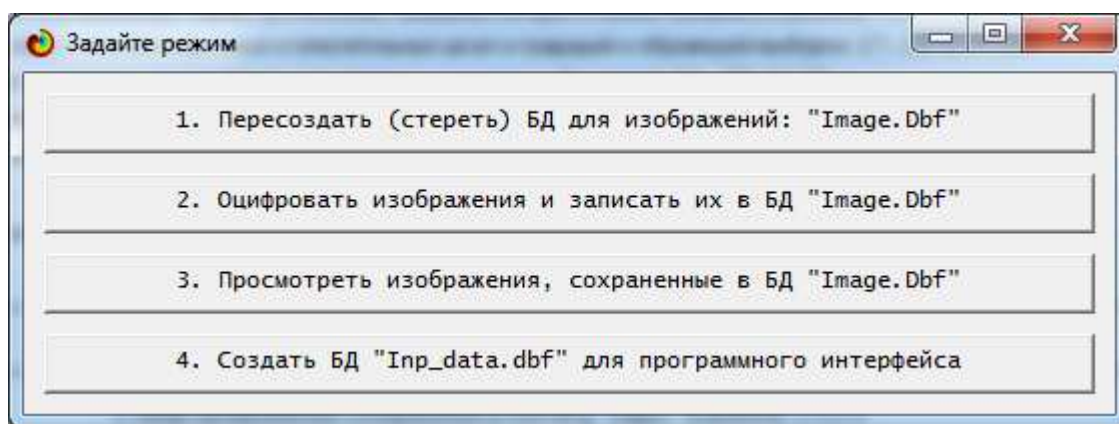 Задайте режим
1. Пересоздать (стереть) БД для изображений: "Image.Dbf"
2. Оцифровать изображения и записать их в БД "Image.Dbf"
3. Просмотреть изображения, сохраненные в БД "Image.Dbf"
4. Создать БД "Inp_data.dbf" для программного интерфейса